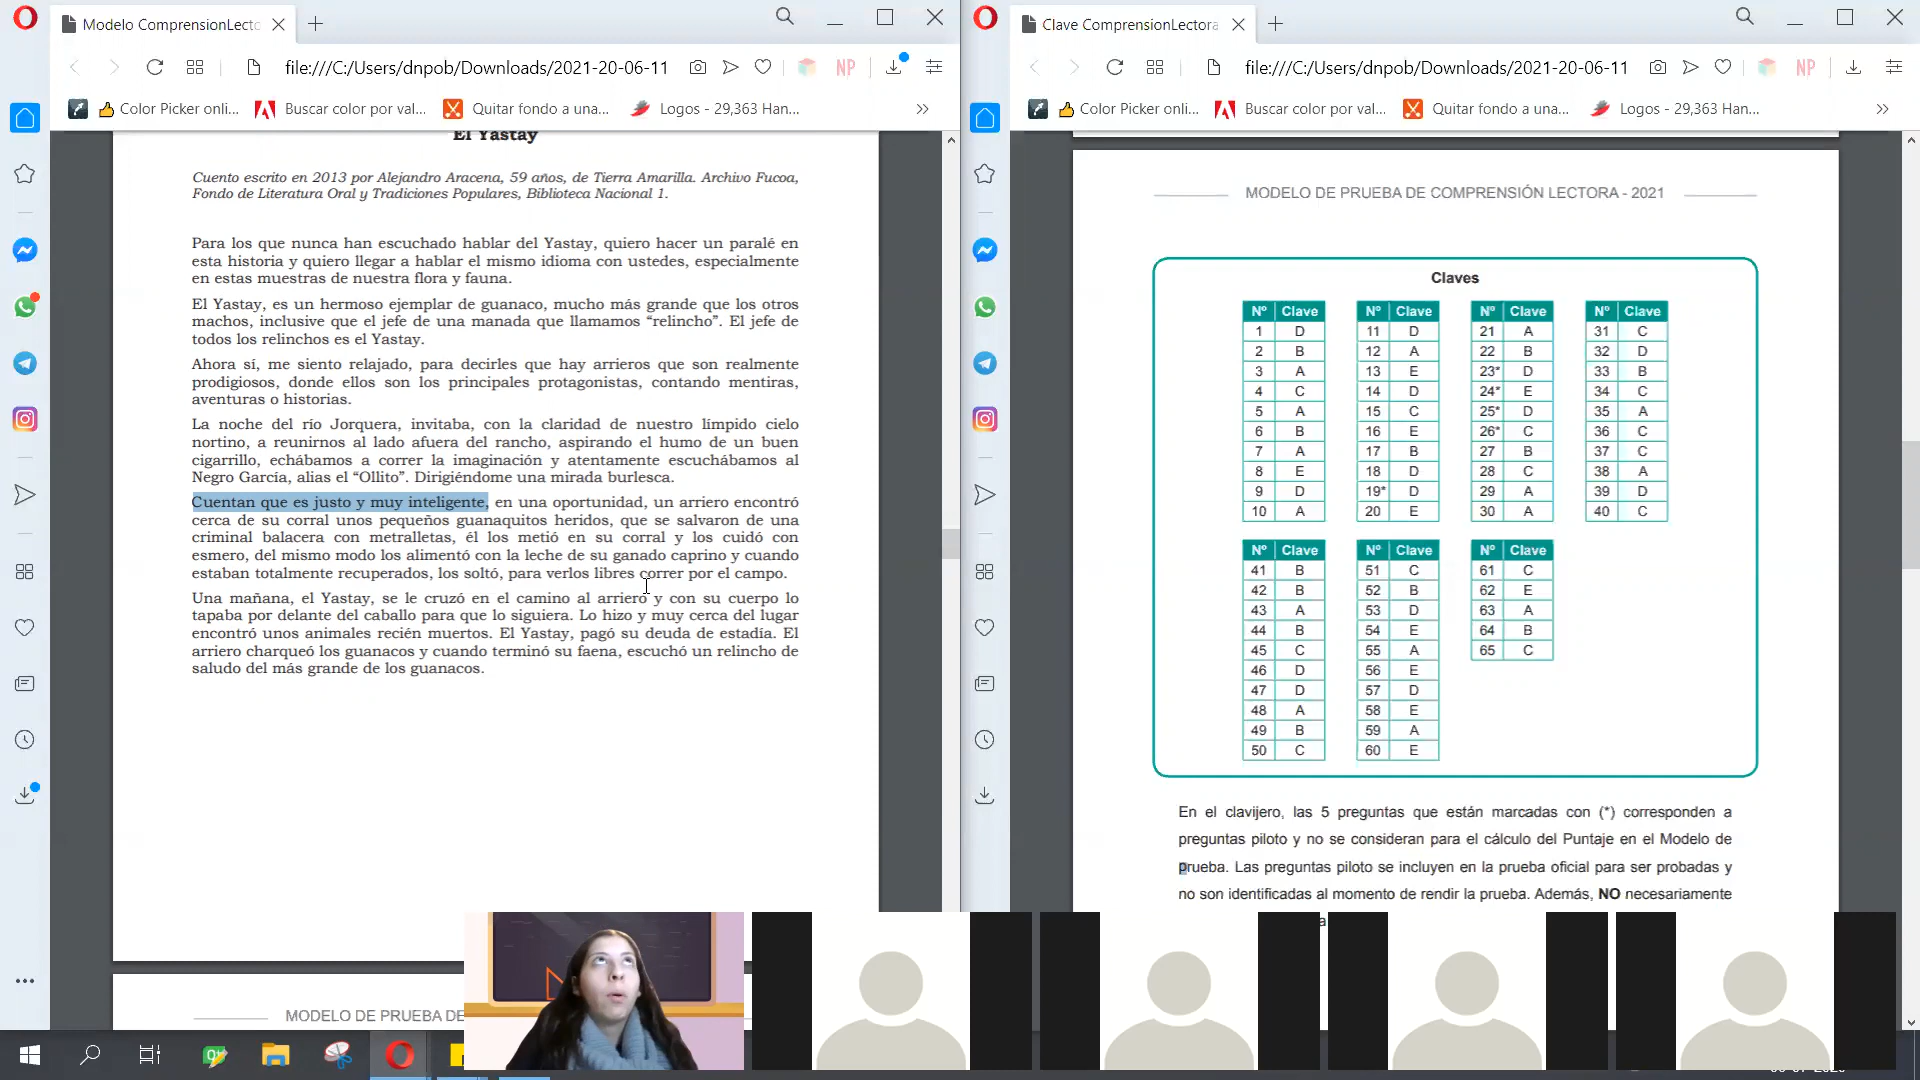 Modelo ComprensionLecto
file:///C:/Users/dnpob/Downloads/2021-20-06-11
NP
Color Picker onli...
Buscar color por val...
Quitar fondo a una...
Logos - 29,363 Han...
El Yastay
Cuento escrito en 2013 por Alejandro Aracena, 59 años, de Tierra Amarilla. Archivo Fucoa,
Fondo de Literatura Oral y Tradiciones Populares, Biblioteca Nacional 1.
Para los que nunca han escuchado hablar del Yastay, quiero hacer un paralé en
esta historia y quiero llegar a hablar el mismo idioma con ustedes, especialmente
en estas muestras de nuestra flora y fauna.
El Yastay, es un hermoso ejemplar de guanaco, mucho más grande que los otros
machos, inclusive que el jefe de una manada que llamamos “relincho”. El jefe de
todos los relinchos es el Yastay.
Ahora sí, me siento relajado, para decirles que hay arrieros que son realmente
prodigiosos, donde ellos son los principales protagonistas, contando mentiras,
aventuras o historias.
La noche del río Jorquera, invitaba, con la claridad de nuestro límpido cielo
nortino, a reunirnos al lado afuera del rancho, aspirando el humo de un buen
cigarrillo, echábamos a correr la imaginación y atentamente escuchábamos al
Negro García, alias el “Ollito”. Dirigiéndome una mirada burlesca.
Cuentan que es justo y muy inteligente, en una oportunidad, un arriero encontró
cerca de su corral unos pequeños guanaquitos heridos, que se salvaron de una
criminal balacera con metralletas, él los metió en su corral y los cuidó con
esmero, del mismo modo los alimentó con la leche de su ganado caprino y cuando
estaban totalmente recuperados, los soltó, para verlos libres correr por el campo.
Una mañana, el Yastay, se le cruzó en el camino al arriero y con su cuerpo lo
tapaba por delante del caballo para que lo siguiera. Lo hizo y muy cerca del lugar
encontró unos animales recién muertos. El Yastay, pagó su deuda de estadía. El
arriero charqueó los guanacos y cuando terminó su faena, escuchó un relincho de
saludo del más grande de los guanacos.
MODELO DE PRUEBA DE
Clave ComprensionLectora
file:///C:/Users/dnpob/Downloads/2021-20-06-11
NP
Color Picker onli...
Buscar color por val...
Quitar fondo a una...
Logos - 29,363 Han...
MODELO DE PRUEBA DE COMPRENSIÓN LECTORA - 2021
Claves
Nº Clave Nº Clave Nº Clave Nº Clave
1 D 11 D 21 A 31 C
2 B 12 A 22 B 32 D
3 A 13 E 23* D 33 B
4 C 14 D 24* E 34 C
5 A 15 C 25* D 35 A
6 B 16 E 26* C 36 C
7 A 17 B 27 B 37 C
8 E 18 D 28 C 38 A
9 D 19* D 29 A 39 D
10 A 20 E 30 A 40 C
Nº Clave Nº Clave Nº Clave
41 B 51 C 61 C
42 B 52 B 62 E
43 A 53 D 63 A
44 B 54 E 64 B
45 C 55 A 65 C
46 D 56 E
47 D 57 D
48 A 58 E
49 B 59 A
50 C 60 E
En el clavijero, las 5 preguntas que están marcadas con (*) corresponden a
preguntas piloto y no se consideran para el cálculo del Puntaje en el Modelo de
prueba. Las preguntas piloto se incluyen en la prueba oficial para ser probadas y
no son identificadas al momento de rendir la prueba. Además, NO necesariamente